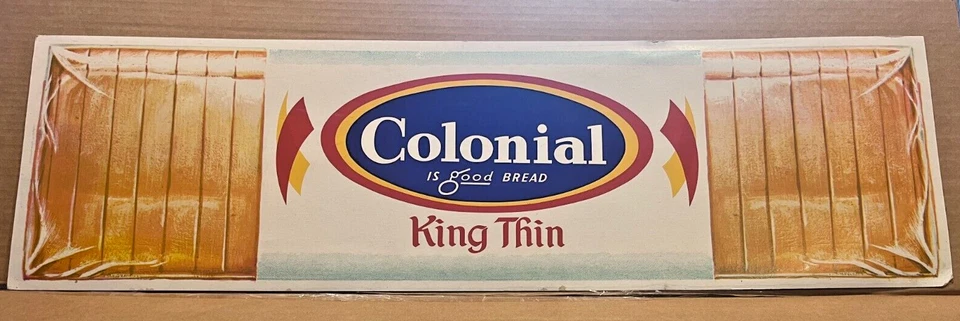 Colonial
IS good BREAD
King Thin